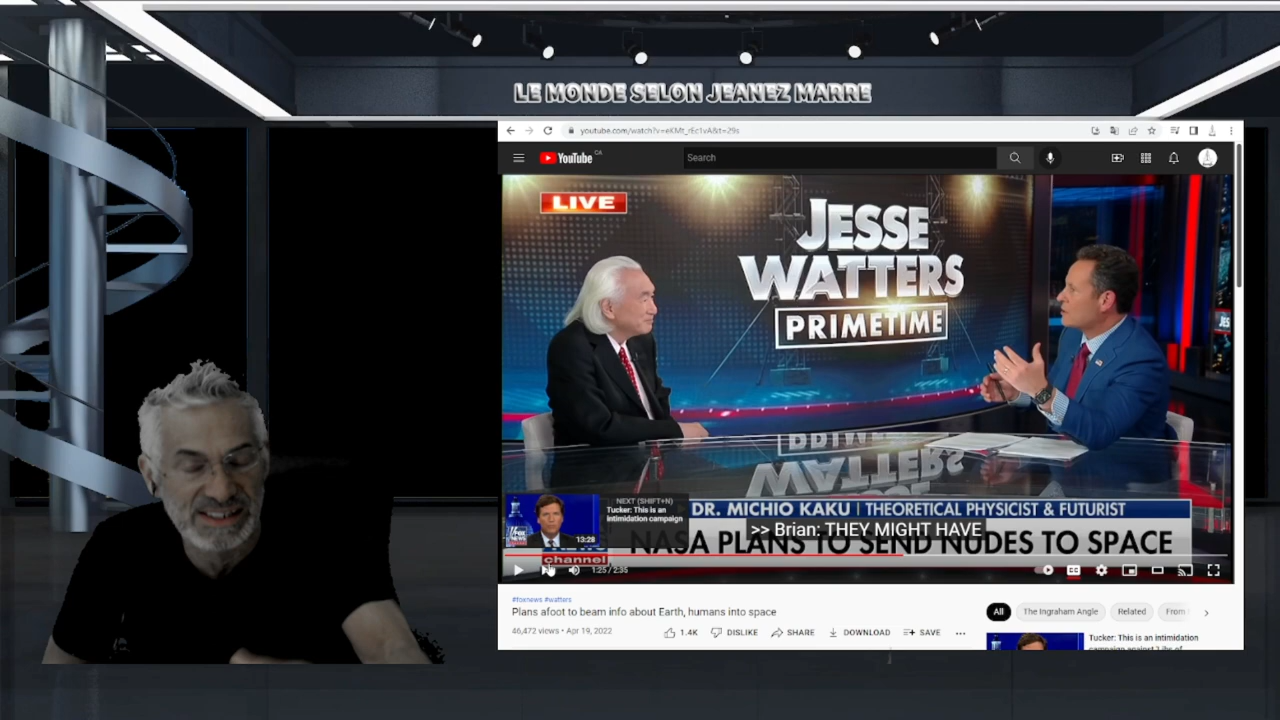 LE MONDE SELON JEANEZ MARRE
youtube.com/watch?v=eKMt_rEc1vA&t=29s
YouTube CA
Search
LIVE
JESSE
WATTERS
PRIMETIME
NEXT (SHIFT+N)
Tucker: This is an
intimidation campaign
13:28
DR. MICHIO KAKU | THEORETICAL PHYSICIST & FUTURIST
>> Brian: THEY MIGHT HAVE
NASA PLANS TO SEND NUDES TO SPACE
channel
1:25 / 2:35
#foxnews #watters
Plans afoot to beam info about Earth, humans into space
46,472 views • Apr 19, 2022
1.4K
DISLIKE
SHARE
DOWNLOAD
SAVE
All
The Ingraham Angle
Related
From
Tucker: This is an intimidation